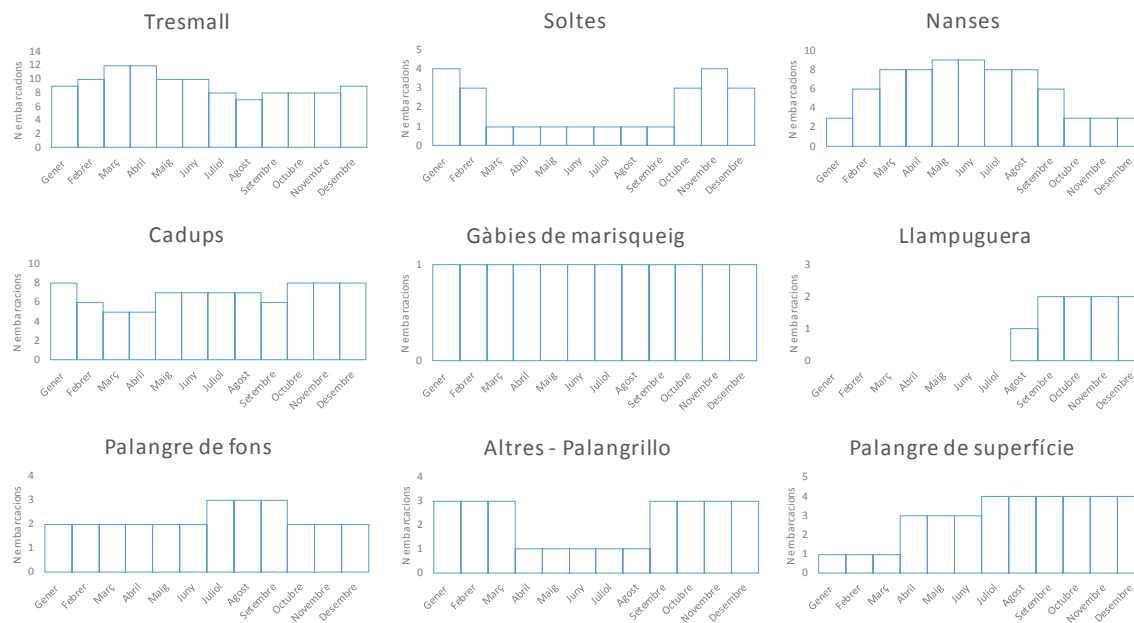 Tresmall
N embarcacions
14
12
10
8
6
4
2
0
Gener
Febrer
Març
Abril
Maig
Juny
Juliol
Agost
Setembre
Octubre
Novembre
Desembre
Soltes
N embarcacions
5
4
3
2
1
0
Gener
Febrer
Març
Abril
Maig
Juny
Juliol
Agost
Setembre
Octubre
Novembre
Desembre
Nanses
N embarcacions
10
8
6
4
2
0
Gener
Febrer
Març
Abril
Maig
Juny
Juliol
Agost
Setembre
Octubre
Novembre
Desembre
Cadups
N embarcacions
10
8
6
4
2
0
Gener
Febrer
Març
Abril
Maig
Juny
Juliol
Agost
Setembre
Octubre
Novembre
Desembre
Gàbies de marisqueig
N embarcacions
1
0
Gener
Febrer
Març
Abril
Maig
Juny
Juliol
Agost
Setembre
Octubre
Novembre
Desembre
Llampuguera
N embarcacions
3
2
1
0
Gener
Febrer
Març
Abril
Maig
Juny
Juliol
Agost
Setembre
Octubre
Novembre
Desembre
Palangre de fons
N embarcacions
4
3
2
1
0
Gener
Febrer
Març
Abril
Maig
Juny
Juliol
Agost
Setembre
Octubre
Novembre
Desembre
Altres - Palangrillo
N embarcacions
4
3
2
1
0
Gener
Febrer
Març
Abril
Maig
Juny
Juliol
Agost
Setembre
Octubre
Novembre
Desembre
Palangre de superfície
N embarcacions
5
4
3
2
1
0
Gener
Febrer
Març
Abril
Maig
Juny
Juliol
Agost
Setembre
Octubre
Novembre
Desembre